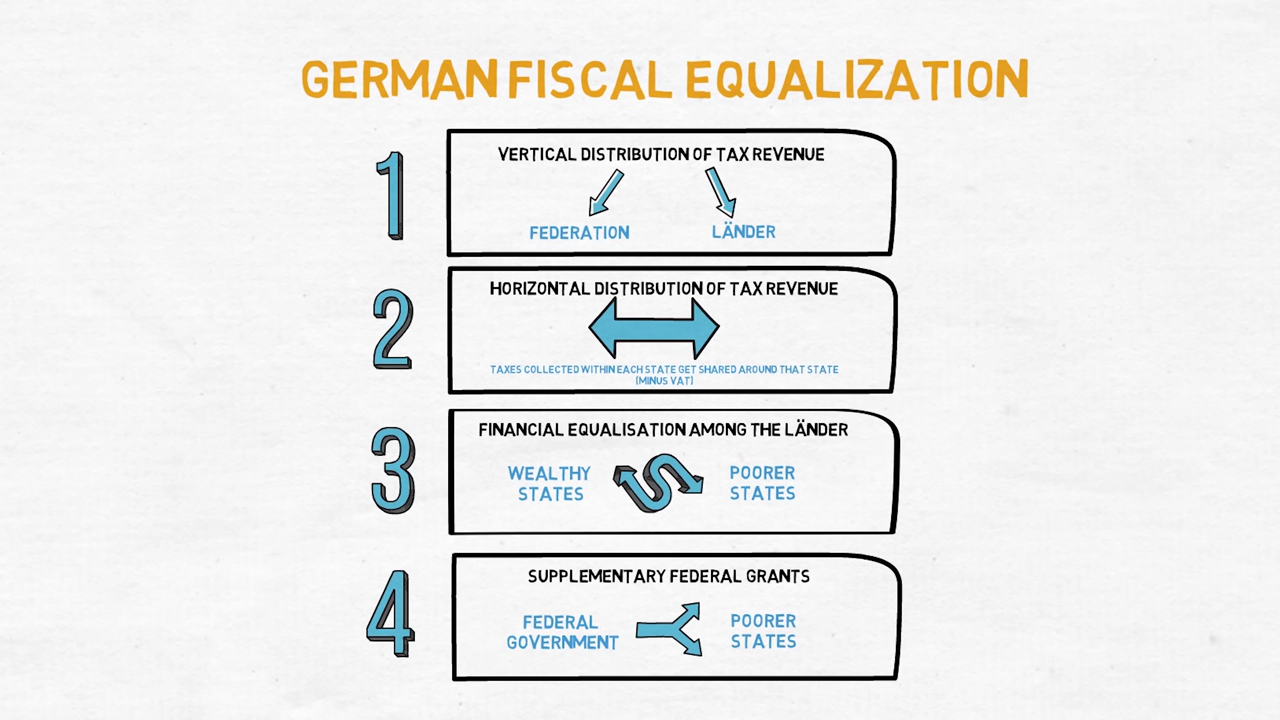 GERMAN FISCAL EQUALIZATION
1
VERTICAL DISTRIBUTION OF TAX REVENUE
FEDERATION
LÄNDER
2
HORIZONTAL DISTRIBUTION OF TAX REVENUE
TAXES COLLECTED WITHIN EACH STATE GET SHARED AROUND THAT STATE
(MINUS VAT)
3
FINANCIAL EQUALISATION AMONG THE LÄNDER
WEALTHY
STATES
POORER
STATES
4
SUPPLEMENTARY FEDERAL GRANTS
FEDERAL
GOVERNMENT
POORER
STATES